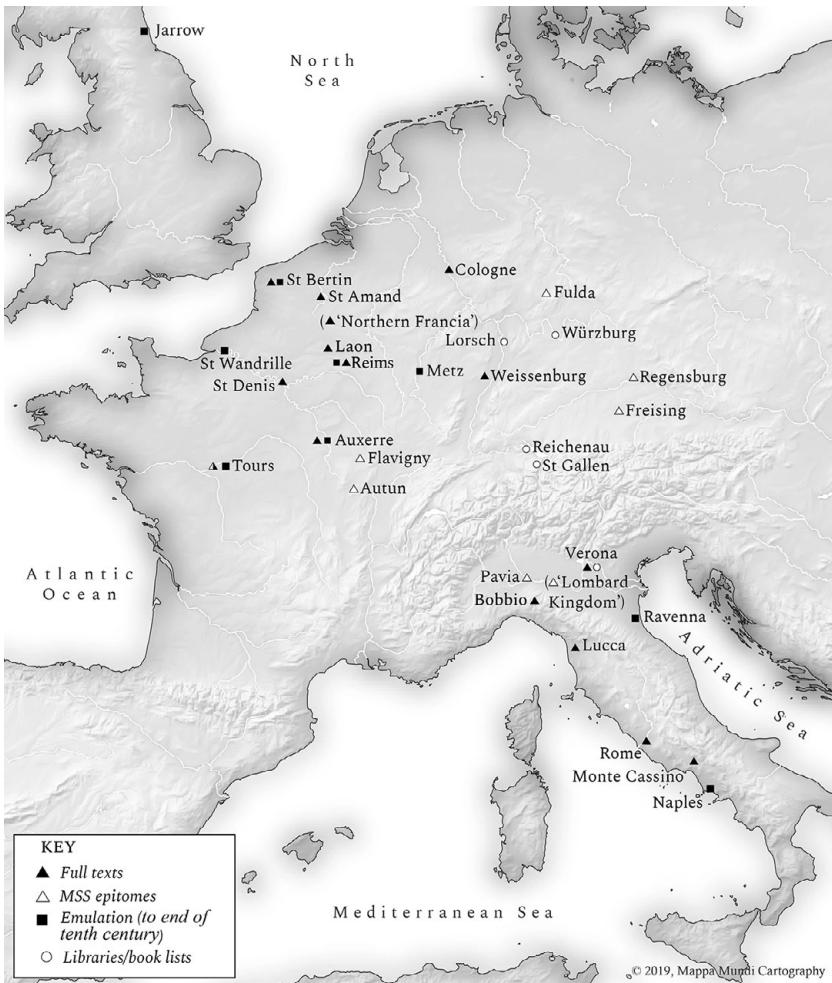 Jarrow
North
Sea
Cologne
St Bertin
Fulda
St Amand
(‘Northern Francia’)
Würzburg
Lorsch
Laon
St Wandrille
Reims
Metz
Weissenburg
Regensburg
St Denis
Freising
Auxerre
Reichenau
Flavigny
St Gallen
Tours
Autun
Verona
Atlantic
Ocean
Pavia
(‘Lombard
Kingdom’)
Bobbio
Ravenna
Adriatic Sea
Lucca
Rome
Monte Cassino
Naples
KEY
Full texts
MSS epitomes
Emulation (to end of
tenth century)
Libraries/book lists
Mediterranean Sea
© 2019, Mappa Mundi Cartography